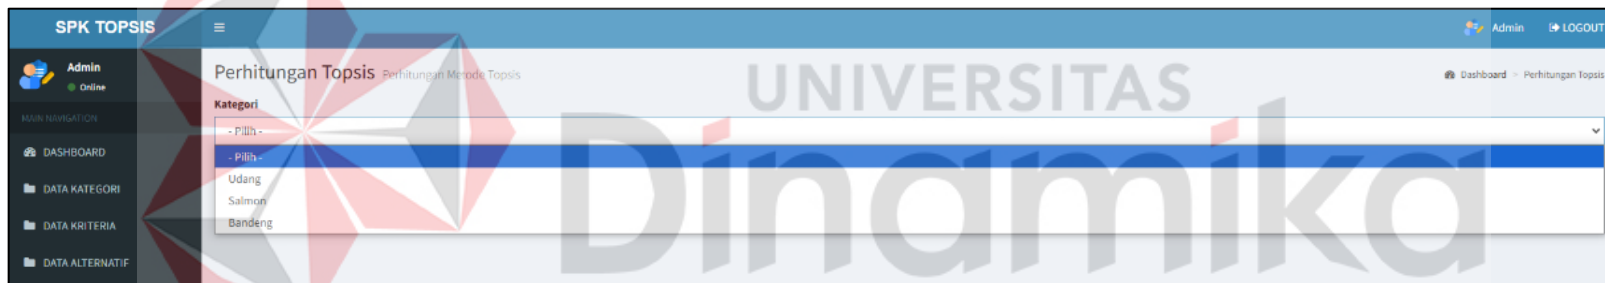 SPK TOPSIS
Admin
LOGOUT
Admin
Online
Perhitungan Topsis Perhitungan Metode Topsis
Dashboard > Perhitungan Topsis
Kategori
MAIN NAVIGATION
- Pilih -
- Pilih -
Udang
Salmon
Bandeng
DASHBOARD
DATA KATEGORI
DATA KRITERIA
DATA ALTERNATIF
UNIVERSITAS
Dinamika